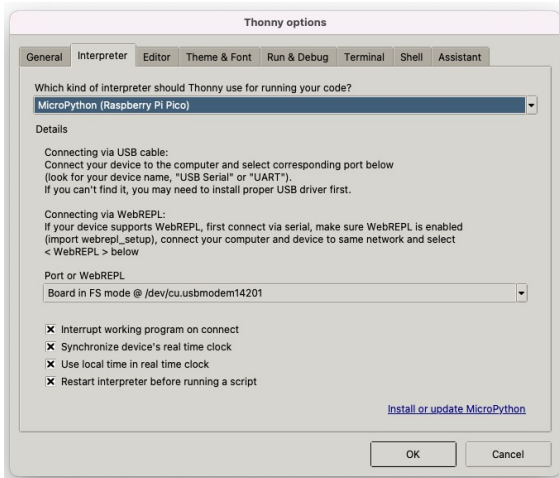 Thonny options
General Interpreter Editor Theme & Font Run & Debug Terminal Shell Assistant
Which kind of interpreter should Thonny use for running your code?
MicroPython (Raspberry Pi Pico)
Details
Connecting via USB cable:
Connect your device to the computer and select corresponding port below
(look for your device name, "USB Serial" or "UART").
If you can't find it, you may need to install proper USB driver first.
Connecting via WebREPL:
If your device supports WebREPL, first connect via serial, make sure WebREPL is enabled
(import webrepl_setup), connect your computer and device to same network and select
< WebREPL > below
Port or WebREPL
Board in FS mode @ /dev/cu.usbmodem14201
Interrupt working program on connect
Synchronize device's real time clock
Use local time in real time clock
Restart interpreter before running a script
Install or update MicroPython
OK Cancel